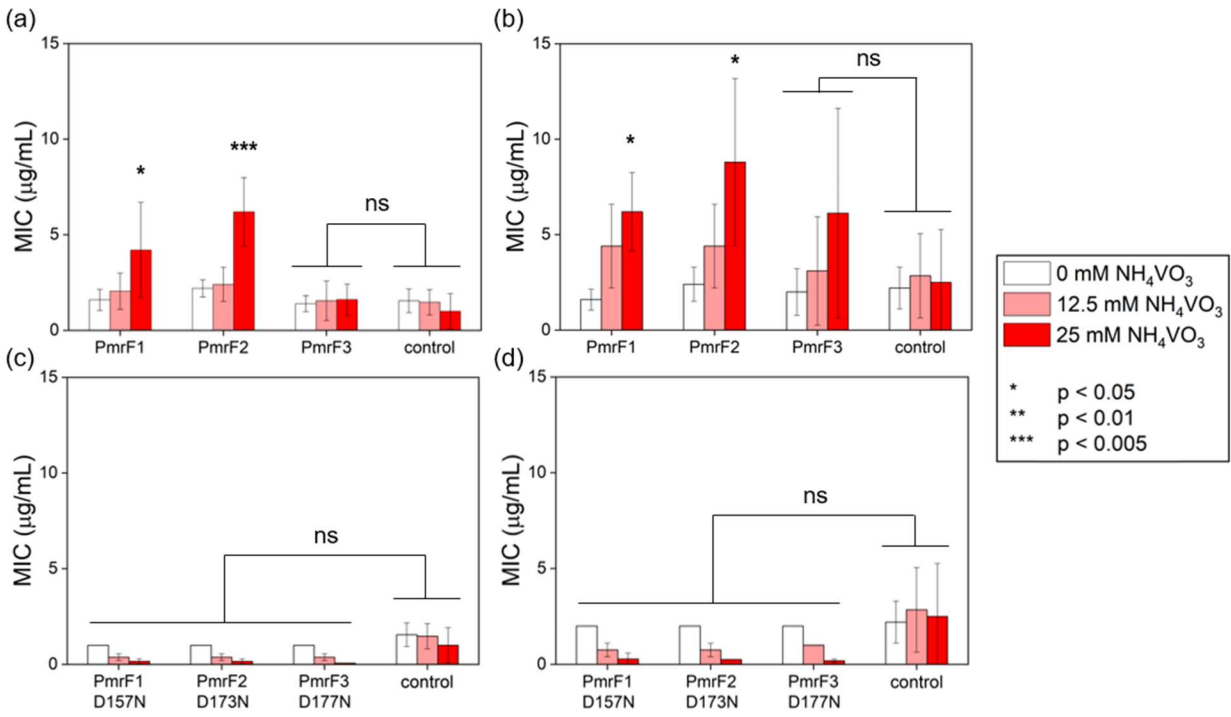 (a)
15
10
5
0
MIC (μg/mL)
*
***
ns
PmrF1 PmrF2 PmrF3 control
(b)
15
10
5
0
MIC (μg/mL)
*
*
ns
PmrF1 PmrF2 PmrF3 control
0 mM NH₄VO₃
12.5 mM NH₄VO₃
25 mM NH₄VO₃
* p < 0.05
** p < 0.01
*** p < 0.005
(c)
15
10
5
0
MIC (μg/mL)
ns
PmrF1 PmrF2 PmrF3 control
D157N D173N D177N
(d)
15
10
5
0
MIC (μg/mL)
ns
PmrF1 PmrF2 PmrF3 control
D157N D173N D177N